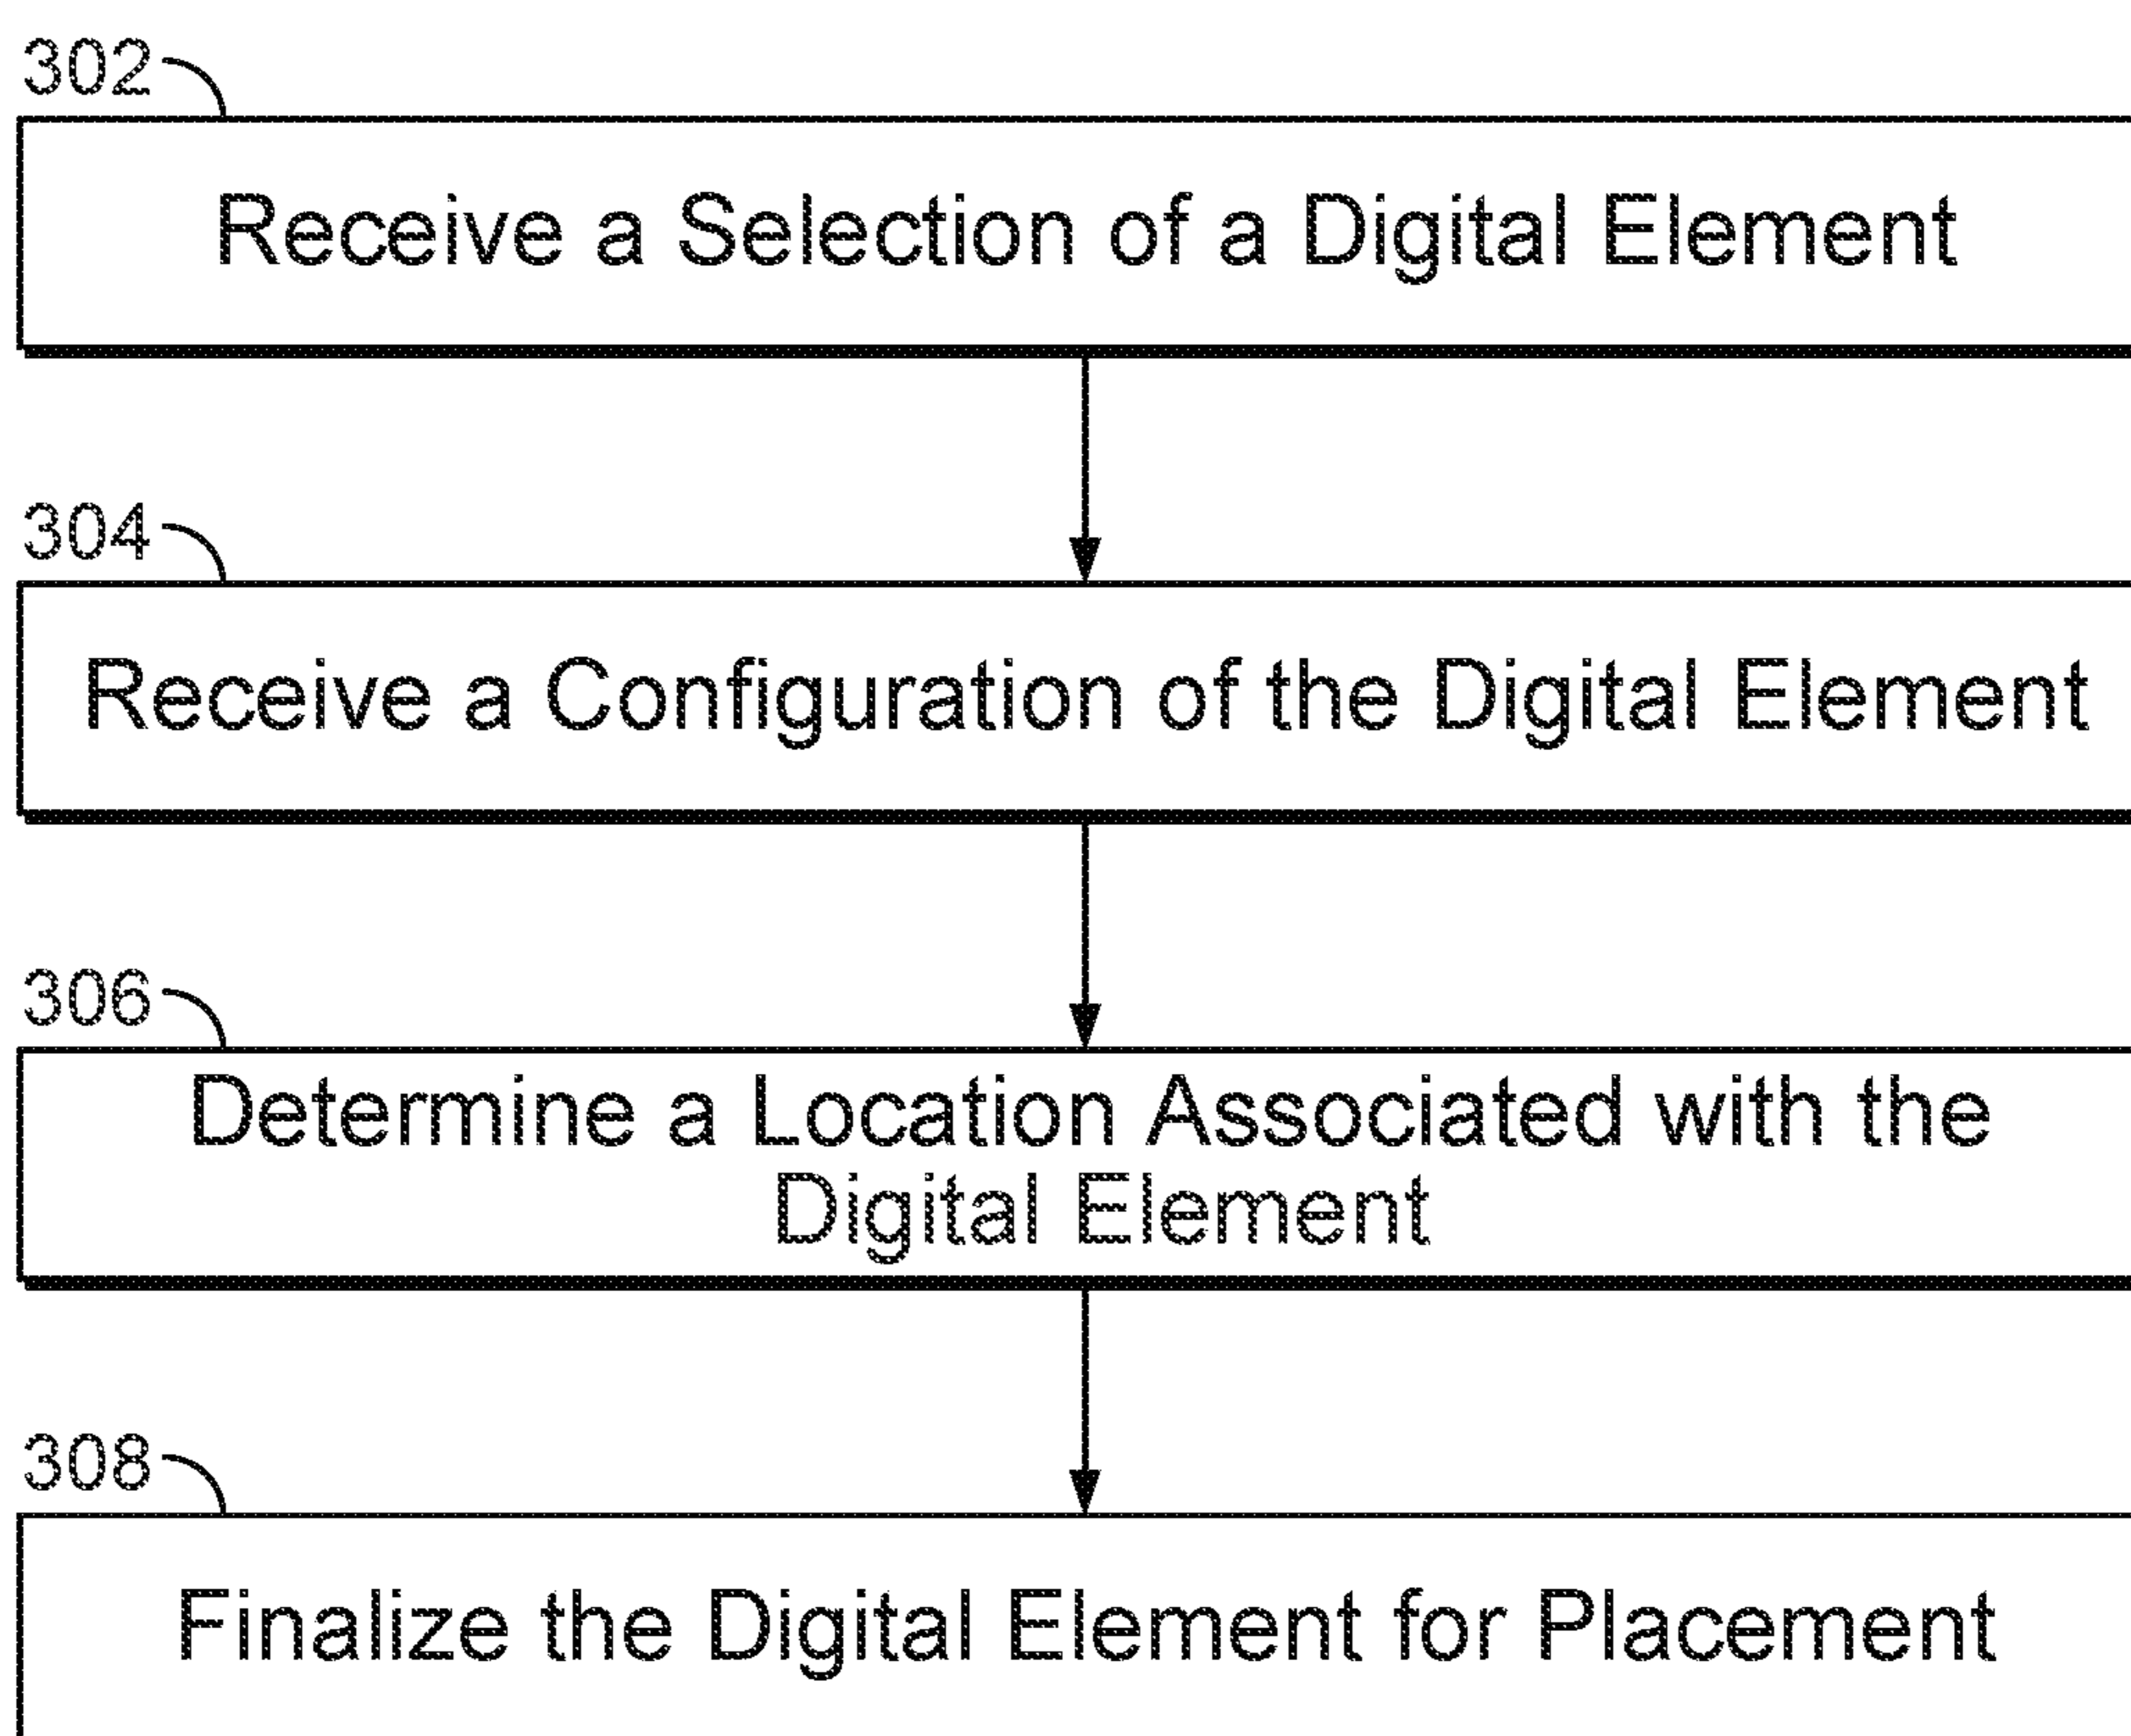 302
Receive a Selection of a Digital Element
304
Receive a Configuration of the Digital Element
306
Determine a Location Associated with the
Digital Element
308
Finalize the Digital Element for Placement